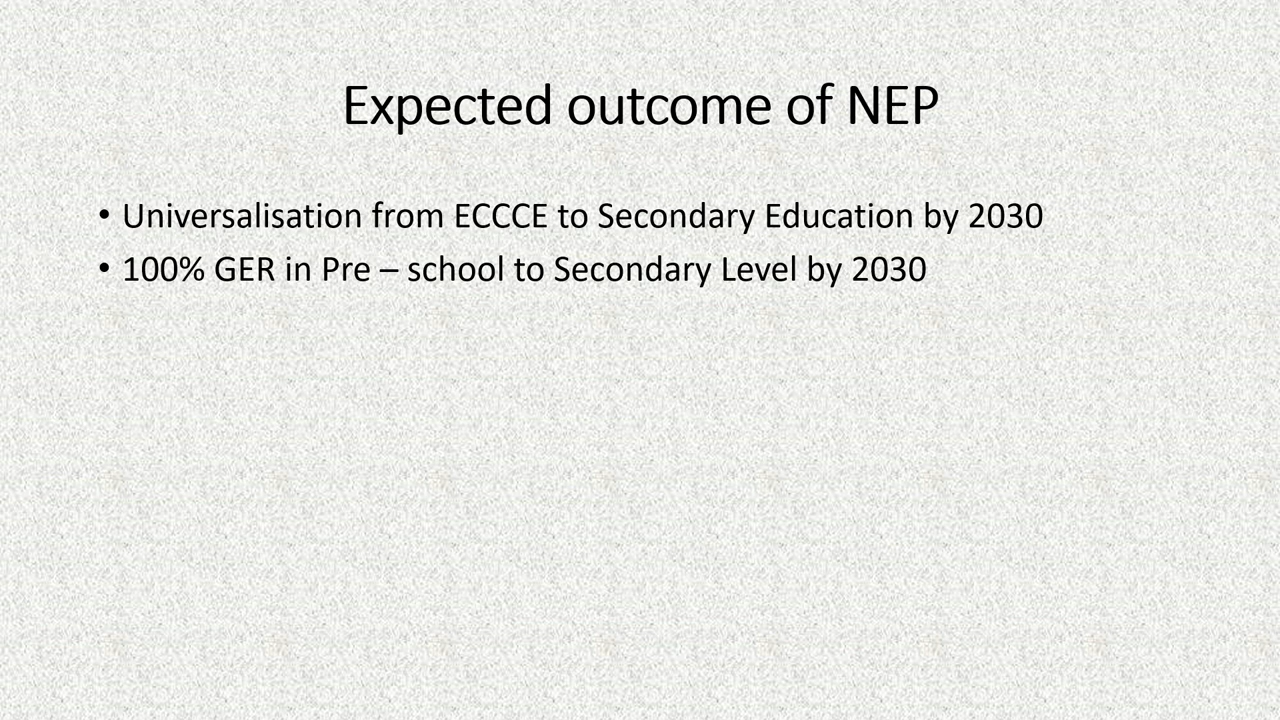 Expected outcome of NEP
• Universalisation from ECCCE to Secondary Education by 2030
• 100% GER in Pre – school to Secondary Level by 2030